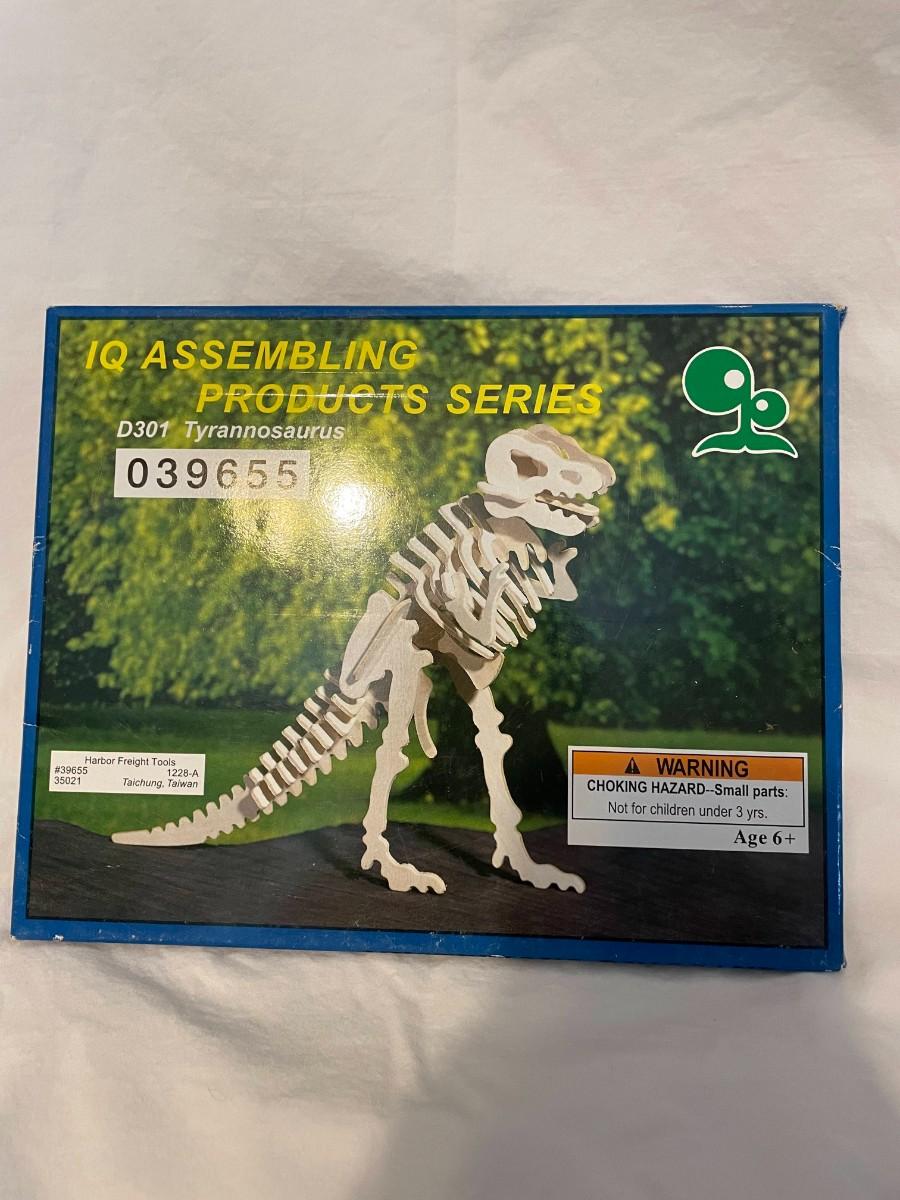 IQ ASSEMBLING
PRODUCTS SERIES
D301 Tyrannosaurus
039655
Harbor Freight Tools
#39655 1228-A
35021 Taichung, Taiwan
WARNING
CHOKING HAZARD--Small parts:
Not for children under 3 yrs.
Age 6+